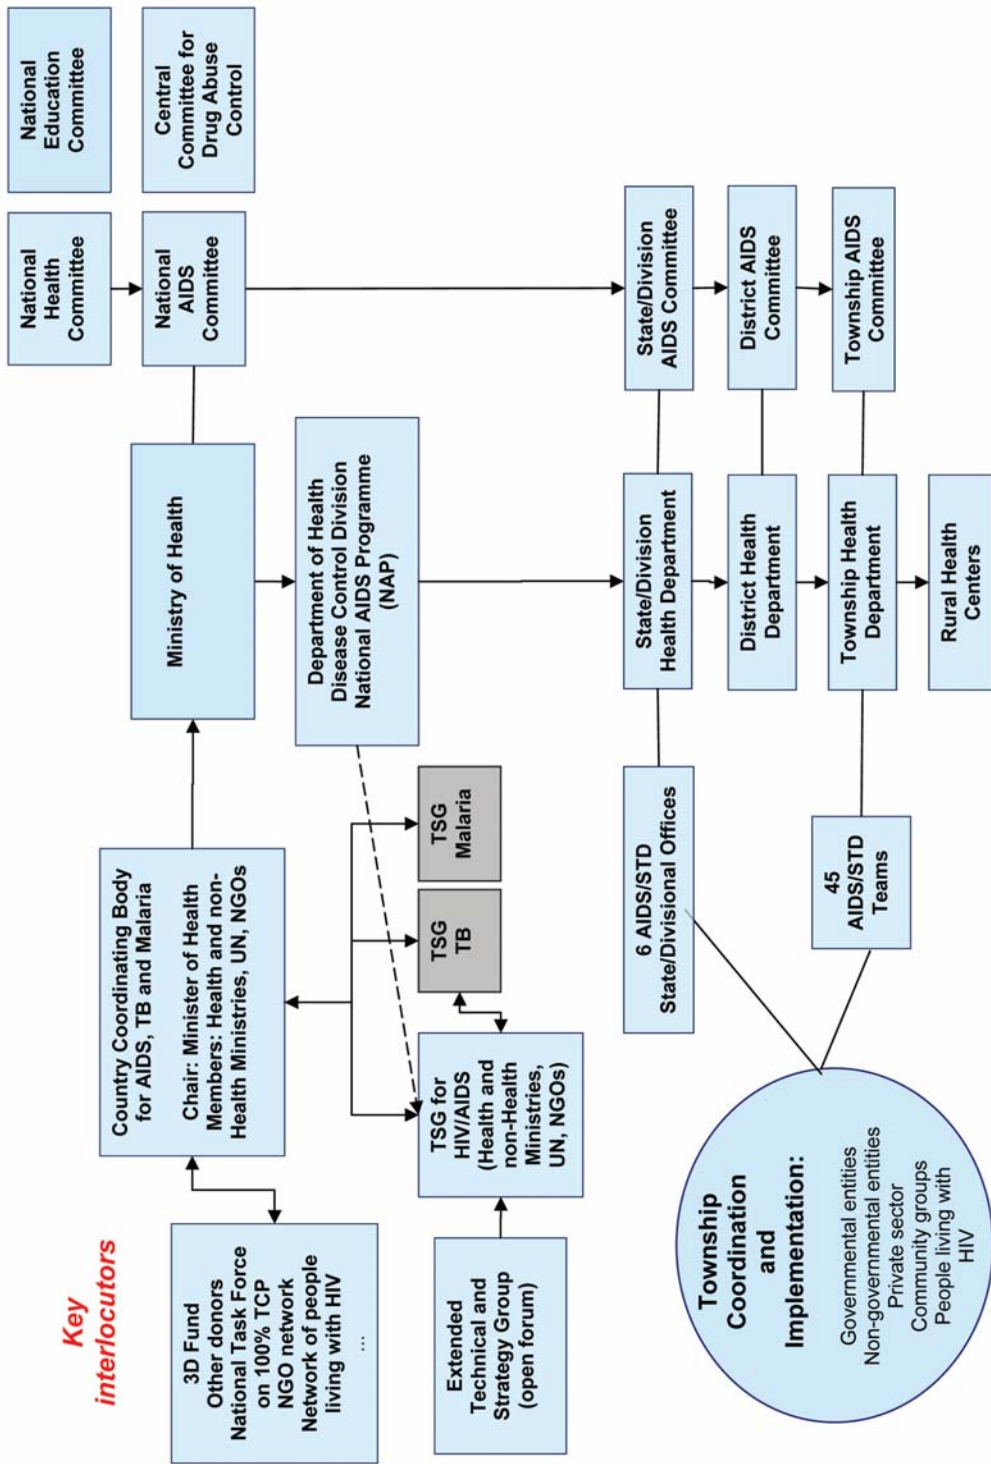 Key
interlocutors
3D Fund
Other donors
National Task Force
on 100% TCP
NGO network
Network of people
living with HIV
...
Country Coordinating Body
for AIDS, TB and Malaria
Chair: Minister of Health
Members: Health and non-
Health Ministries, UN, NGOs
Ministry of Health
National
Health
Committee
National
Education
Committee
National
AIDS
Committee
Central
Committee for
Drug Abuse
Control
Department of Health
Disease Control Division
National AIDS Programme
(NAP)
Extended
Technical and
Strategy Group
(open forum)
TSG for
HIV/AIDS
(Health and
non-Health
Ministries,
UN, NGOs)
TSG
TB
TSG
Malaria
6 AIDS/STD
State/Divisional Offices
State/Division
Health Department
State/Division
AIDS Committee
District Health
Department
District AIDS
Committee
45
AIDS/STD
Teams
Township Health
Department
Township AIDS
Committee
Rural Health
Centers
Township
Coordination
and
Implementation:
Governmental entities
Non-governmental entities
Private sector
Community groups
People living with
HIV